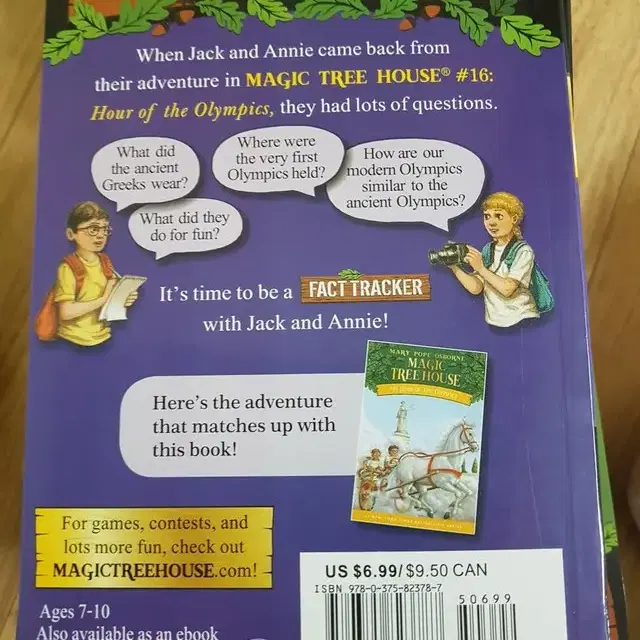 When Jack and Annie came back from
their adventure in MAGIC TREE HOUSE® #16:
Hour of the Olympics, they had lots of questions.
What did
the ancient
Greeks wear?
Where were
the very first
Olympics held?
How are our
modern Olympics
similar to the
ancient Olympics?
What did they
do for fun?
It's time to be a FACT TRACKER
with Jack and Annie!
MARY POPE OSBORNE
MAGIC
TREE HOUSE
Here's the adventure
that matches up with
this book!
For games, contests, and
lots more fun, check out
MAGICTREEHOUSE.com!
US $6.99/$9.50 CAN
ISBN 978-0-375-82378-7
50699
Ages 7-10
Also available as an ebook